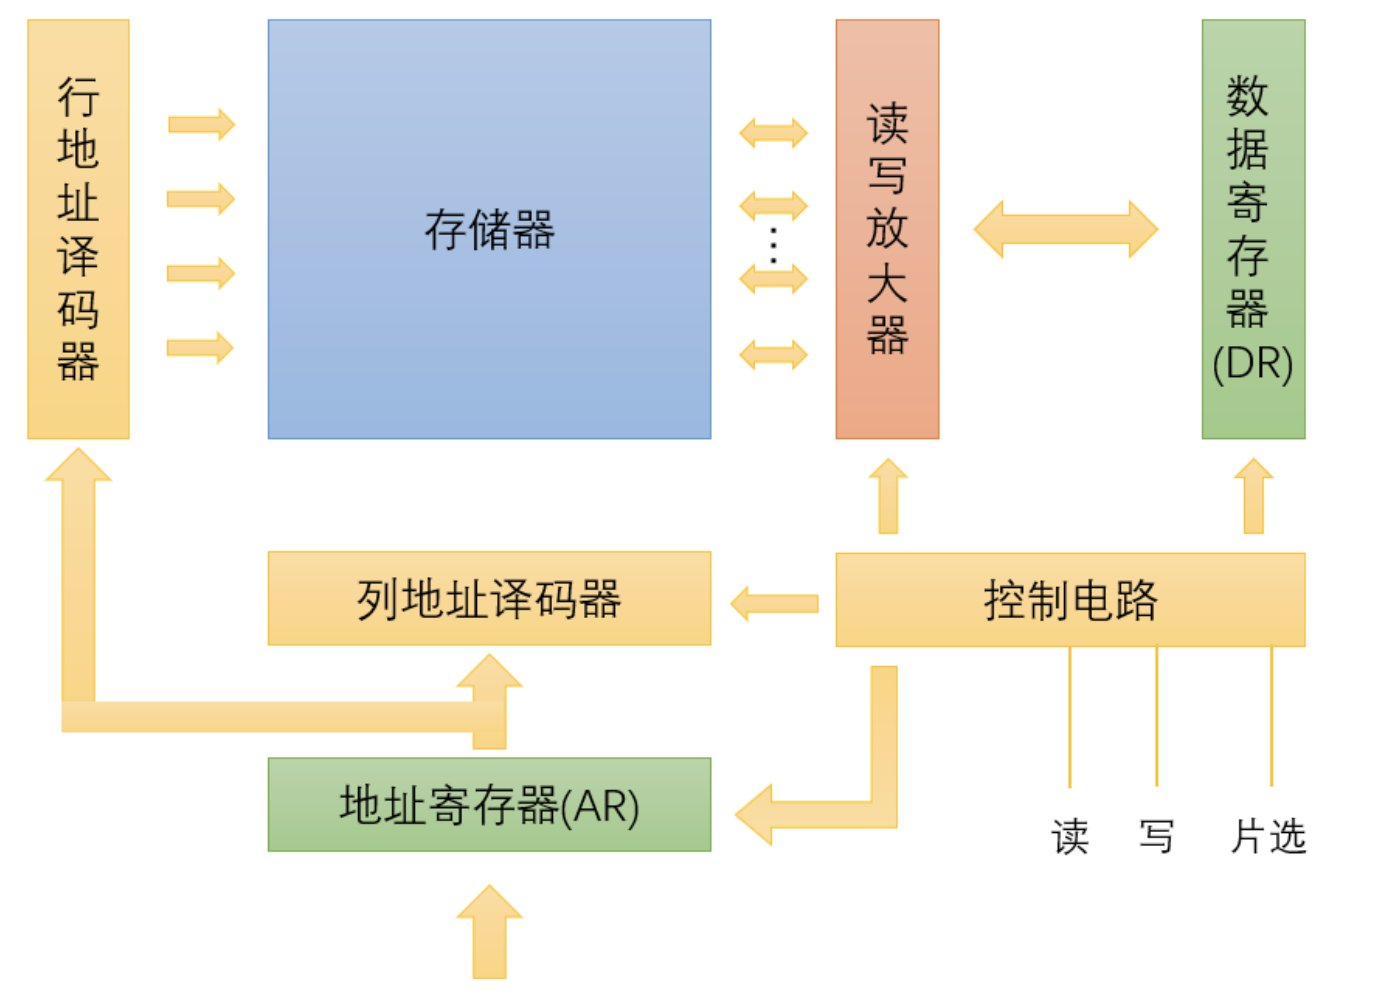 行地址译码器
存储器
读写放大器
数据寄存器(DR)
列地址译码器
控制电路
地址寄存器(AR)
读
写
片选